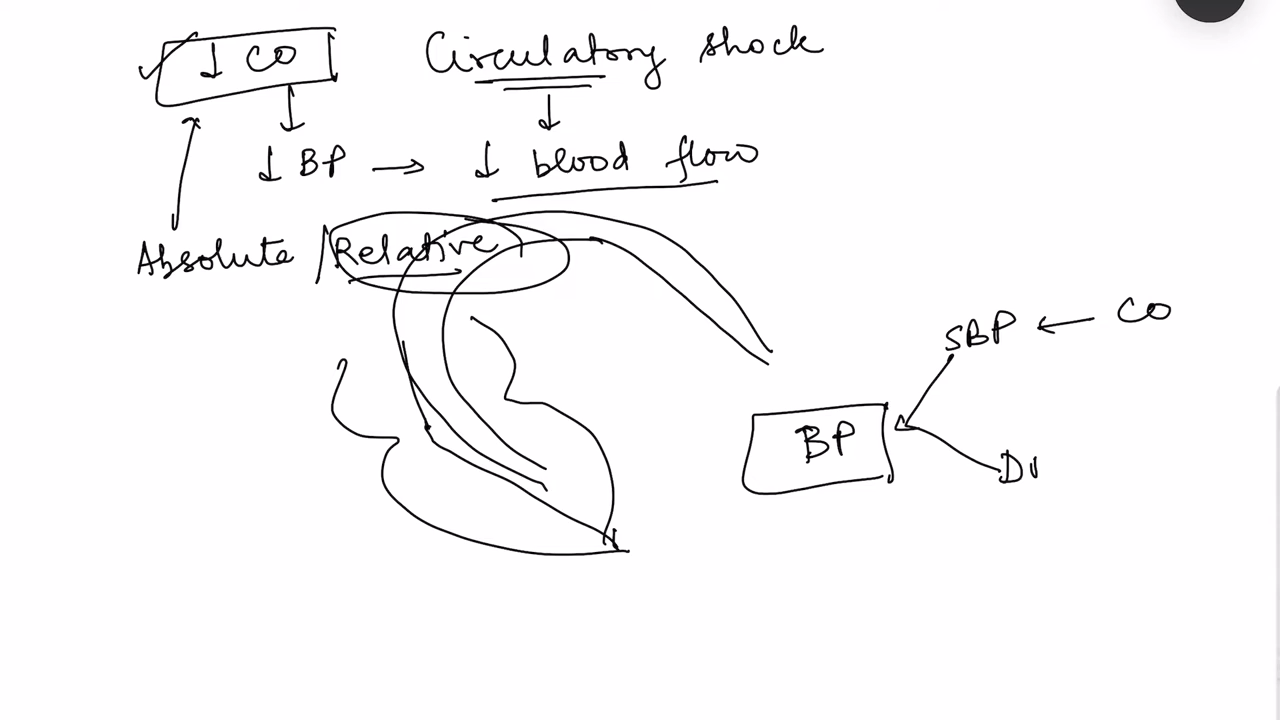 ↓ CO Circulatory shock
↓ BP → ↓ blood flow
Absolute / Relative
SBP ← CO
BP